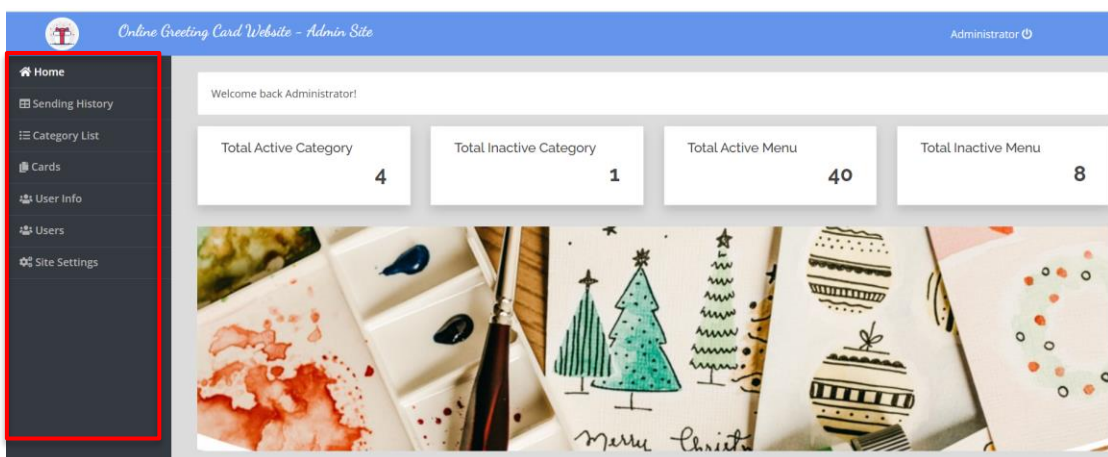 Online Greeting Card Website - Admin Site
Administrator
Home
Sending History
Category List
Cards
User Info
Users
Site Settings
Welcome back Administrator!
Total Active Category
4
Total Inactive Category
1
Total Active Menu
40
Total Inactive Menu
8
Merry Christ